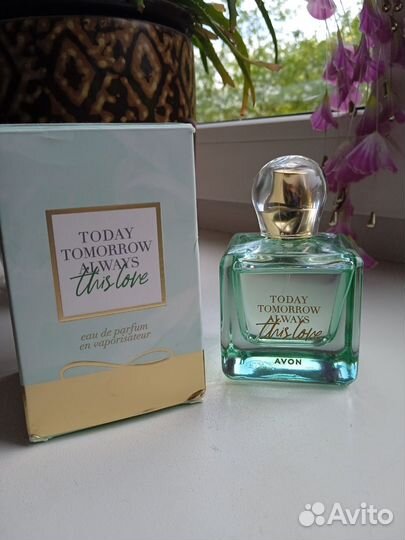 TODAY
TOMORROW
ALWAYS
this love
eau de parfum
en vaporisateur
TODAY
TOMORROW
ALWAYS
this love
AVON
Avito